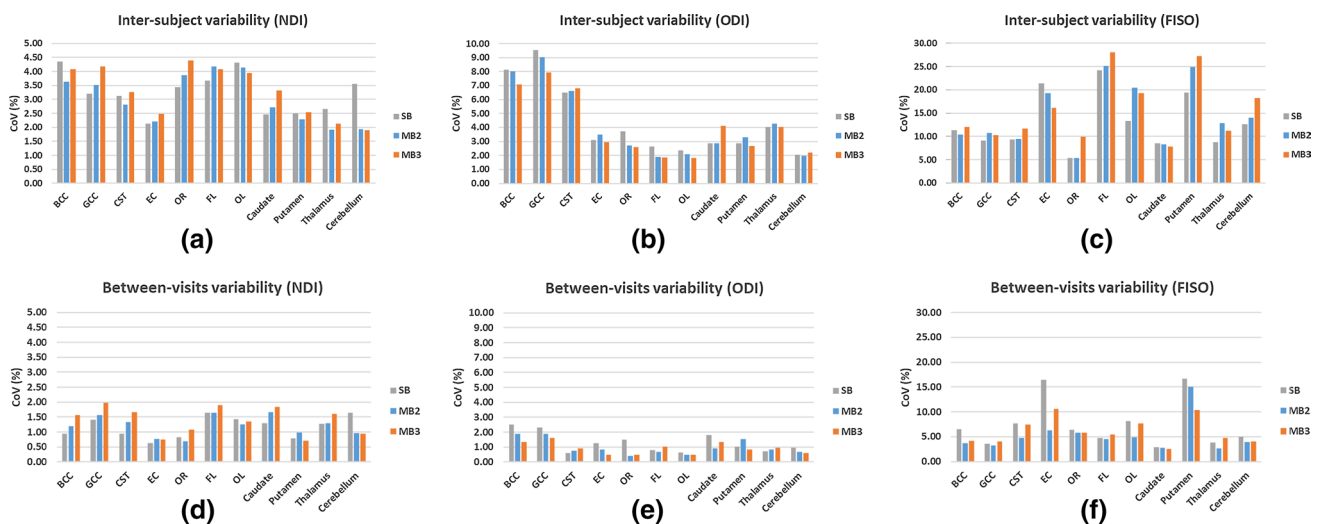 Inter-subject variability (NDI)
CoV (%)
5.00
4.50
4.00
3.50
3.00
2.50
2.00
1.50
1.00
0.50
0.00
BCC
GCC
CST
EC
OR
FL
OL
Caudate
Putamen
Thalamus
Cerebellum
SB
MB2
MB3
(a)
Inter-subject variability (ODI)
CoV (%)
10.00
9.00
8.00
7.00
6.00
5.00
4.00
3.00
2.00
1.00
0.00
BCC
GCC
CST
EC
OR
FL
OL
Caudate
Putamen
Thalamus
Cerebellum
SB
MB2
MB3
(b)
Inter-subject variability (FISO)
CoV (%)
30.00
25.00
20.00
15.00
10.00
5.00
0.00
BCC
GCC
CST
EC
OR
FL
OL
Caudate
Putamen
Thalamus
Cerebellum
SB
MB2
MB3
(c)
Between-visits variability (NDI)
CoV (%)
5.00
4.50
4.00
3.50
3.00
2.50
2.00
1.50
1.00
0.50
0.00
BCC
GCC
CST
EC
OR
FL
OL
Caudate
Putamen
Thalamus
Cerebellum
SB
MB2
MB3
(d)
Between-visits variability (ODI)
CoV (%)
10.00
9.00
8.00
7.00
6.00
5.00
4.00
3.00
2.00
1.00
0.00
BCC
GCC
CST
EC
OR
FL
OL
Caudate
Putamen
Thalamus
Cerebellum
SB
MB2
MB3
(e)
Between-visits variability (FISO)
CoV (%)
30.00
25.00
20.00
15.00
10.00
5.00
0.00
BCC
GCC
CST
EC
OR
FL
OL
Caudate
Putamen
Thalamus
Cerebellum
SB
MB2
MB3
(f)